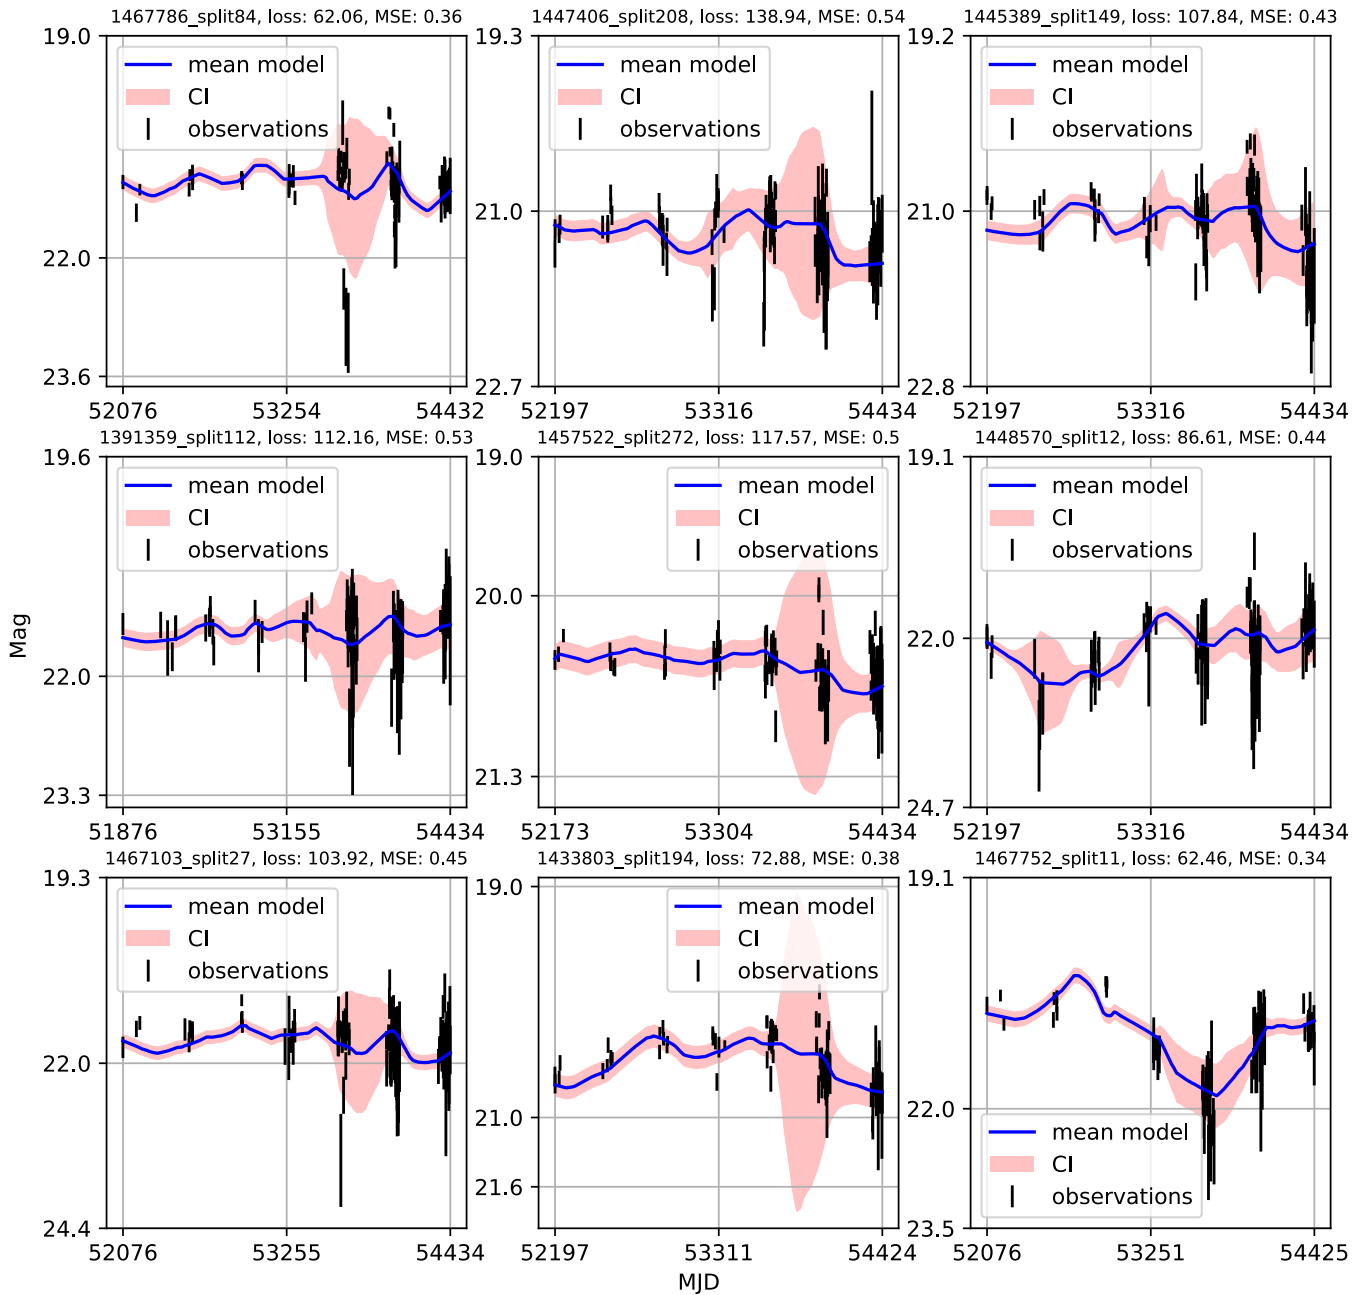 1467786_split84, loss: 62.06, MSE: 0.36
19.0
22.0
23.6
mean model
CI
observations
52076
53254
54432
1447406_split208, loss: 138.94, MSE: 0.54
19.3
21.0
22.7
mean model
CI
observations
52197
53316
54434
1445389_split149, loss: 107.84, MSE: 0.43
19.2
21.0
22.8
mean model
CI
observations
52197
53316
54434
Mag
1391359_split112, loss: 112.16, MSE: 0.53
19.6
22.0
23.3
mean model
CI
observations
51876
53155
54434
1457522_split272, loss: 117.57, MSE: 0.5
19.0
20.0
21.3
mean model
CI
observations
52173
53304
54434
1448570_split12, loss: 86.61, MSE: 0.44
19.1
22.0
24.7
mean model
CI
observations
52197
53316
54434
1467103_split27, loss: 103.92, MSE: 0.45
19.3
22.0
24.4
mean model
CI
observations
52076
53255
54434
1433803_split194, loss: 72.88, MSE: 0.38
19.0
21.0
21.6
mean model
CI
observations
52197
53311
54424
1467752_split11, loss: 62.46, MSE: 0.34
19.1
22.0
23.5
mean model
CI
observations
52076
53251
54425
MJD